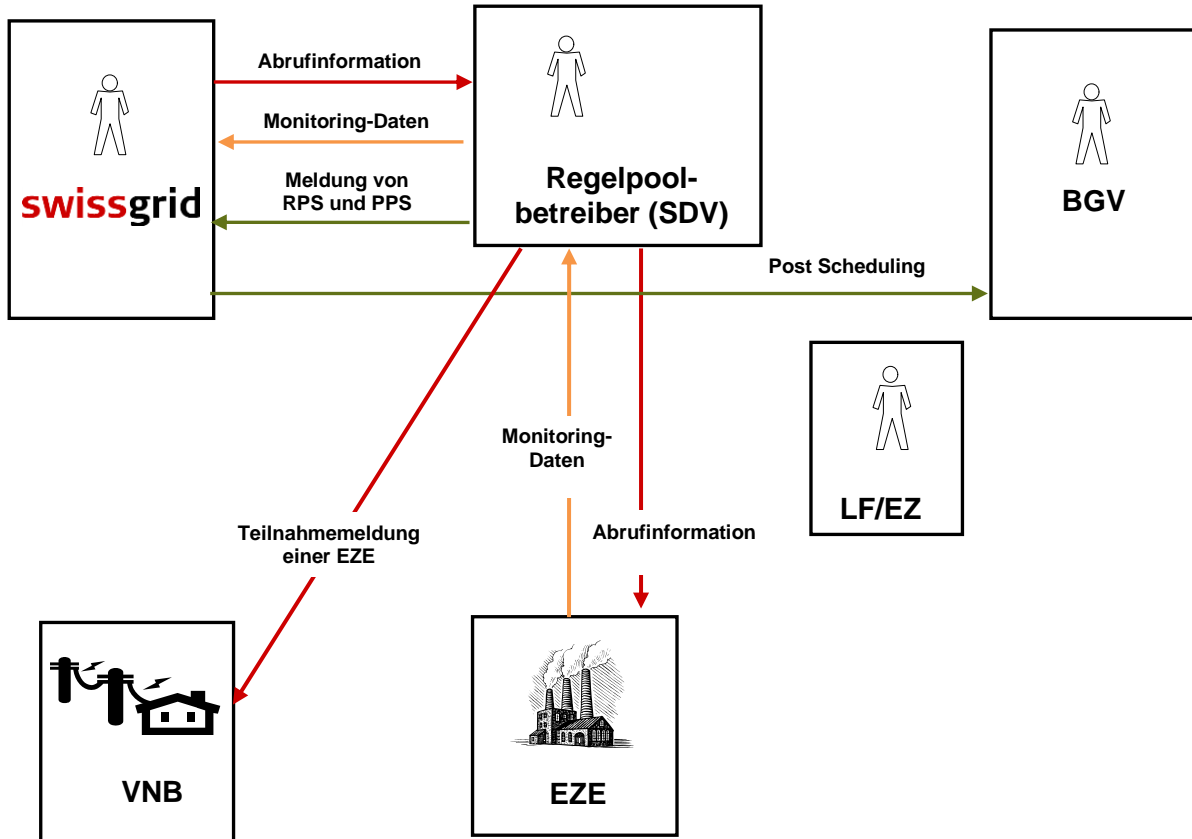 Abrufinformation
Monitoring-Daten
Meldung von
RPS und PPS
swissgrid
Regelpool-
betreiber (SDV)
BGV
Post Scheduling
Monitoring-
Daten
LF/EZ
Teilnahmemeldung
einer EZE
Abrufinformation
VNB
EZE